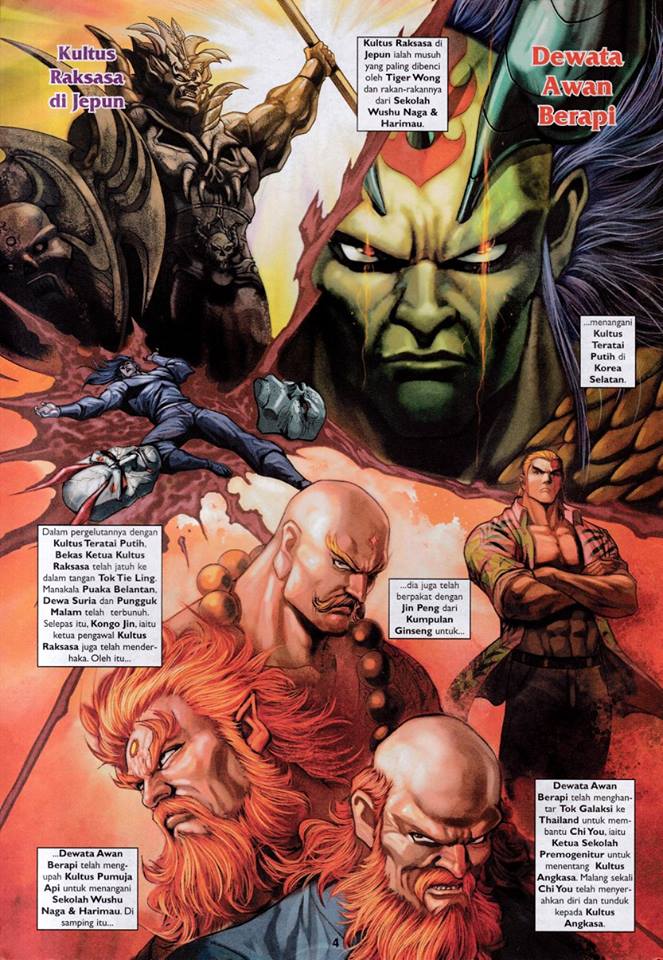 Kultus
Raksasa
di Jepun
Kultus Raksasa di
Jepun ialah musuh
yang paling dibenci
oleh Tiger Wong
dan rakan-rakannya
dari Sekolah
Wushu Naga &
Harimau.
Dewata
Awan
Berapi
Dalam pergelutannya dengan
Kultus Teratai Putih,
Bekas Ketua Kultus
Raksasa telah jatuh ke
dalam tangan Tok Tie Ling.
Manakala Puaka Belantan,
Dewa Suria dan Pungguk
Malam telah terbunuh.
Selepas itu, Kongo Jin, iaitu
ketua pengawal Kultus
Raksasa juga telah mender-
haka. Oleh itu...
...Dewata Awan
Berapi telah meng-
upah Kultus Pumuja
Api untuk menangani
Sekolah Wushu
Naga & Harimau. Di
samping itu...
...dia juga telah
berpakat dengan
Jin Peng dari
Kumpulan
Ginseng untuk...
...menangani
Kultus
Teratai
Putih di
Korea
Selatan.
Dewata Awan
Berapi telah menghan-
tar Tok Galaksi ke
Thailand untuk mem-
bantu Chi You, iaitu
Ketua Sekolah
Premogenitur untuk
menentang Kultus
Angkasa. Malang sekali
Chi You telah menyer-
ahkan diri dan tunduk
kepada Kultus
Angkasa.
4